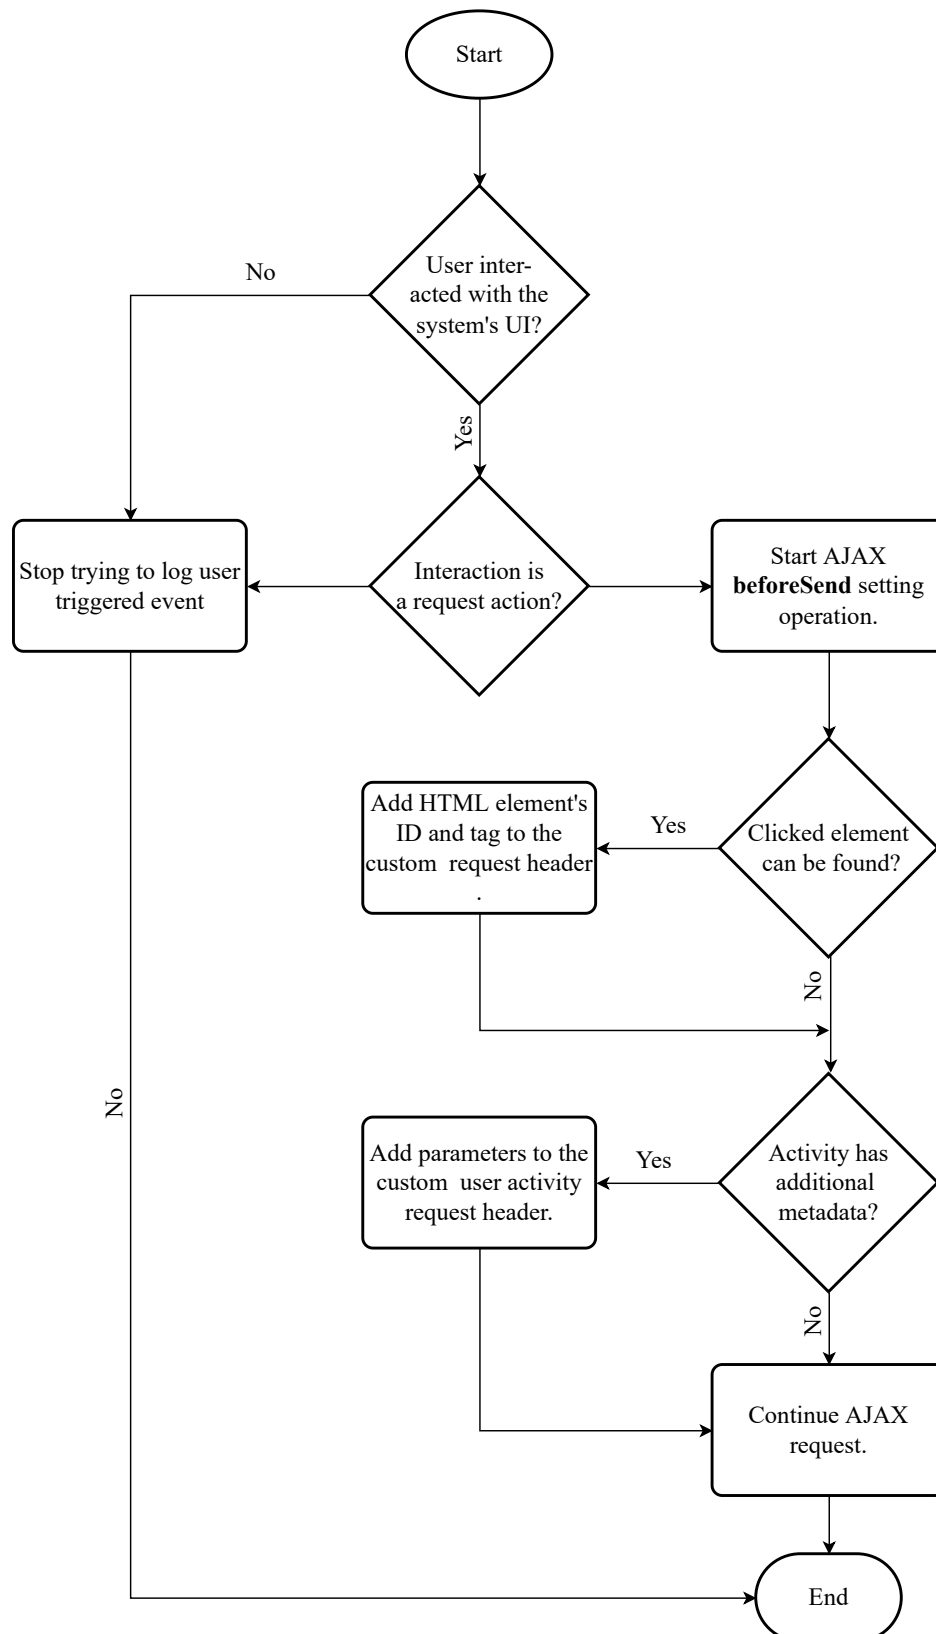 Start
User inter-
acted with the
system's UI?
No
Yes
Stop trying to log user
triggered event
Interaction is
a request action?
Start AJAX
beforeSend setting
operation.
Add HTML element's
ID and tag to the
custom request header
.
Yes
Clicked element
can be found?
No
No
Add parameters to the
custom user activity
request header.
Yes
Activity has
additional
metadata?
No
Continue AJAX
request.
End